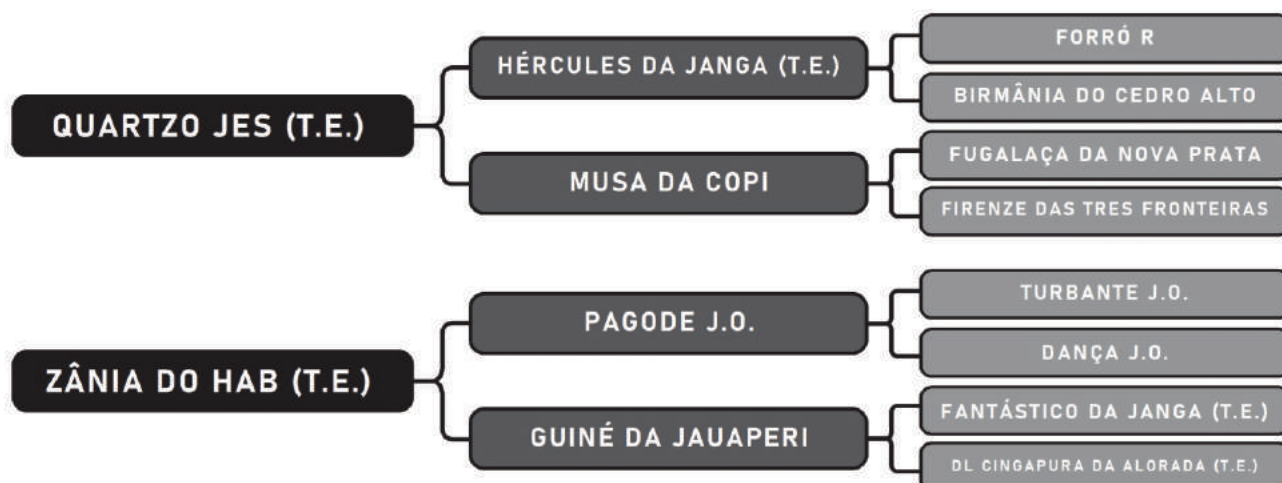 QUARTZO JES (T.E.)
HÉRCULES DA JANGA (T.E.)
FORRÓ R
BIRMÂNIA DO CEDRO ALTO
MUSA DA COPI
FUGALAÇA DA NOVA PRATA
FIRENZE DAS TRES FRONTEIRAS
ZÂNIA DO HAB (T.E.)
PAGODE J.O.
TURBANTE J.O.
DANÇA J.O.
GUINÉ DA JAUAPERI
FANTÁSTICO DA JANGA (T.E.)
DL CINGAPURA DA ALORADA (T.E.)